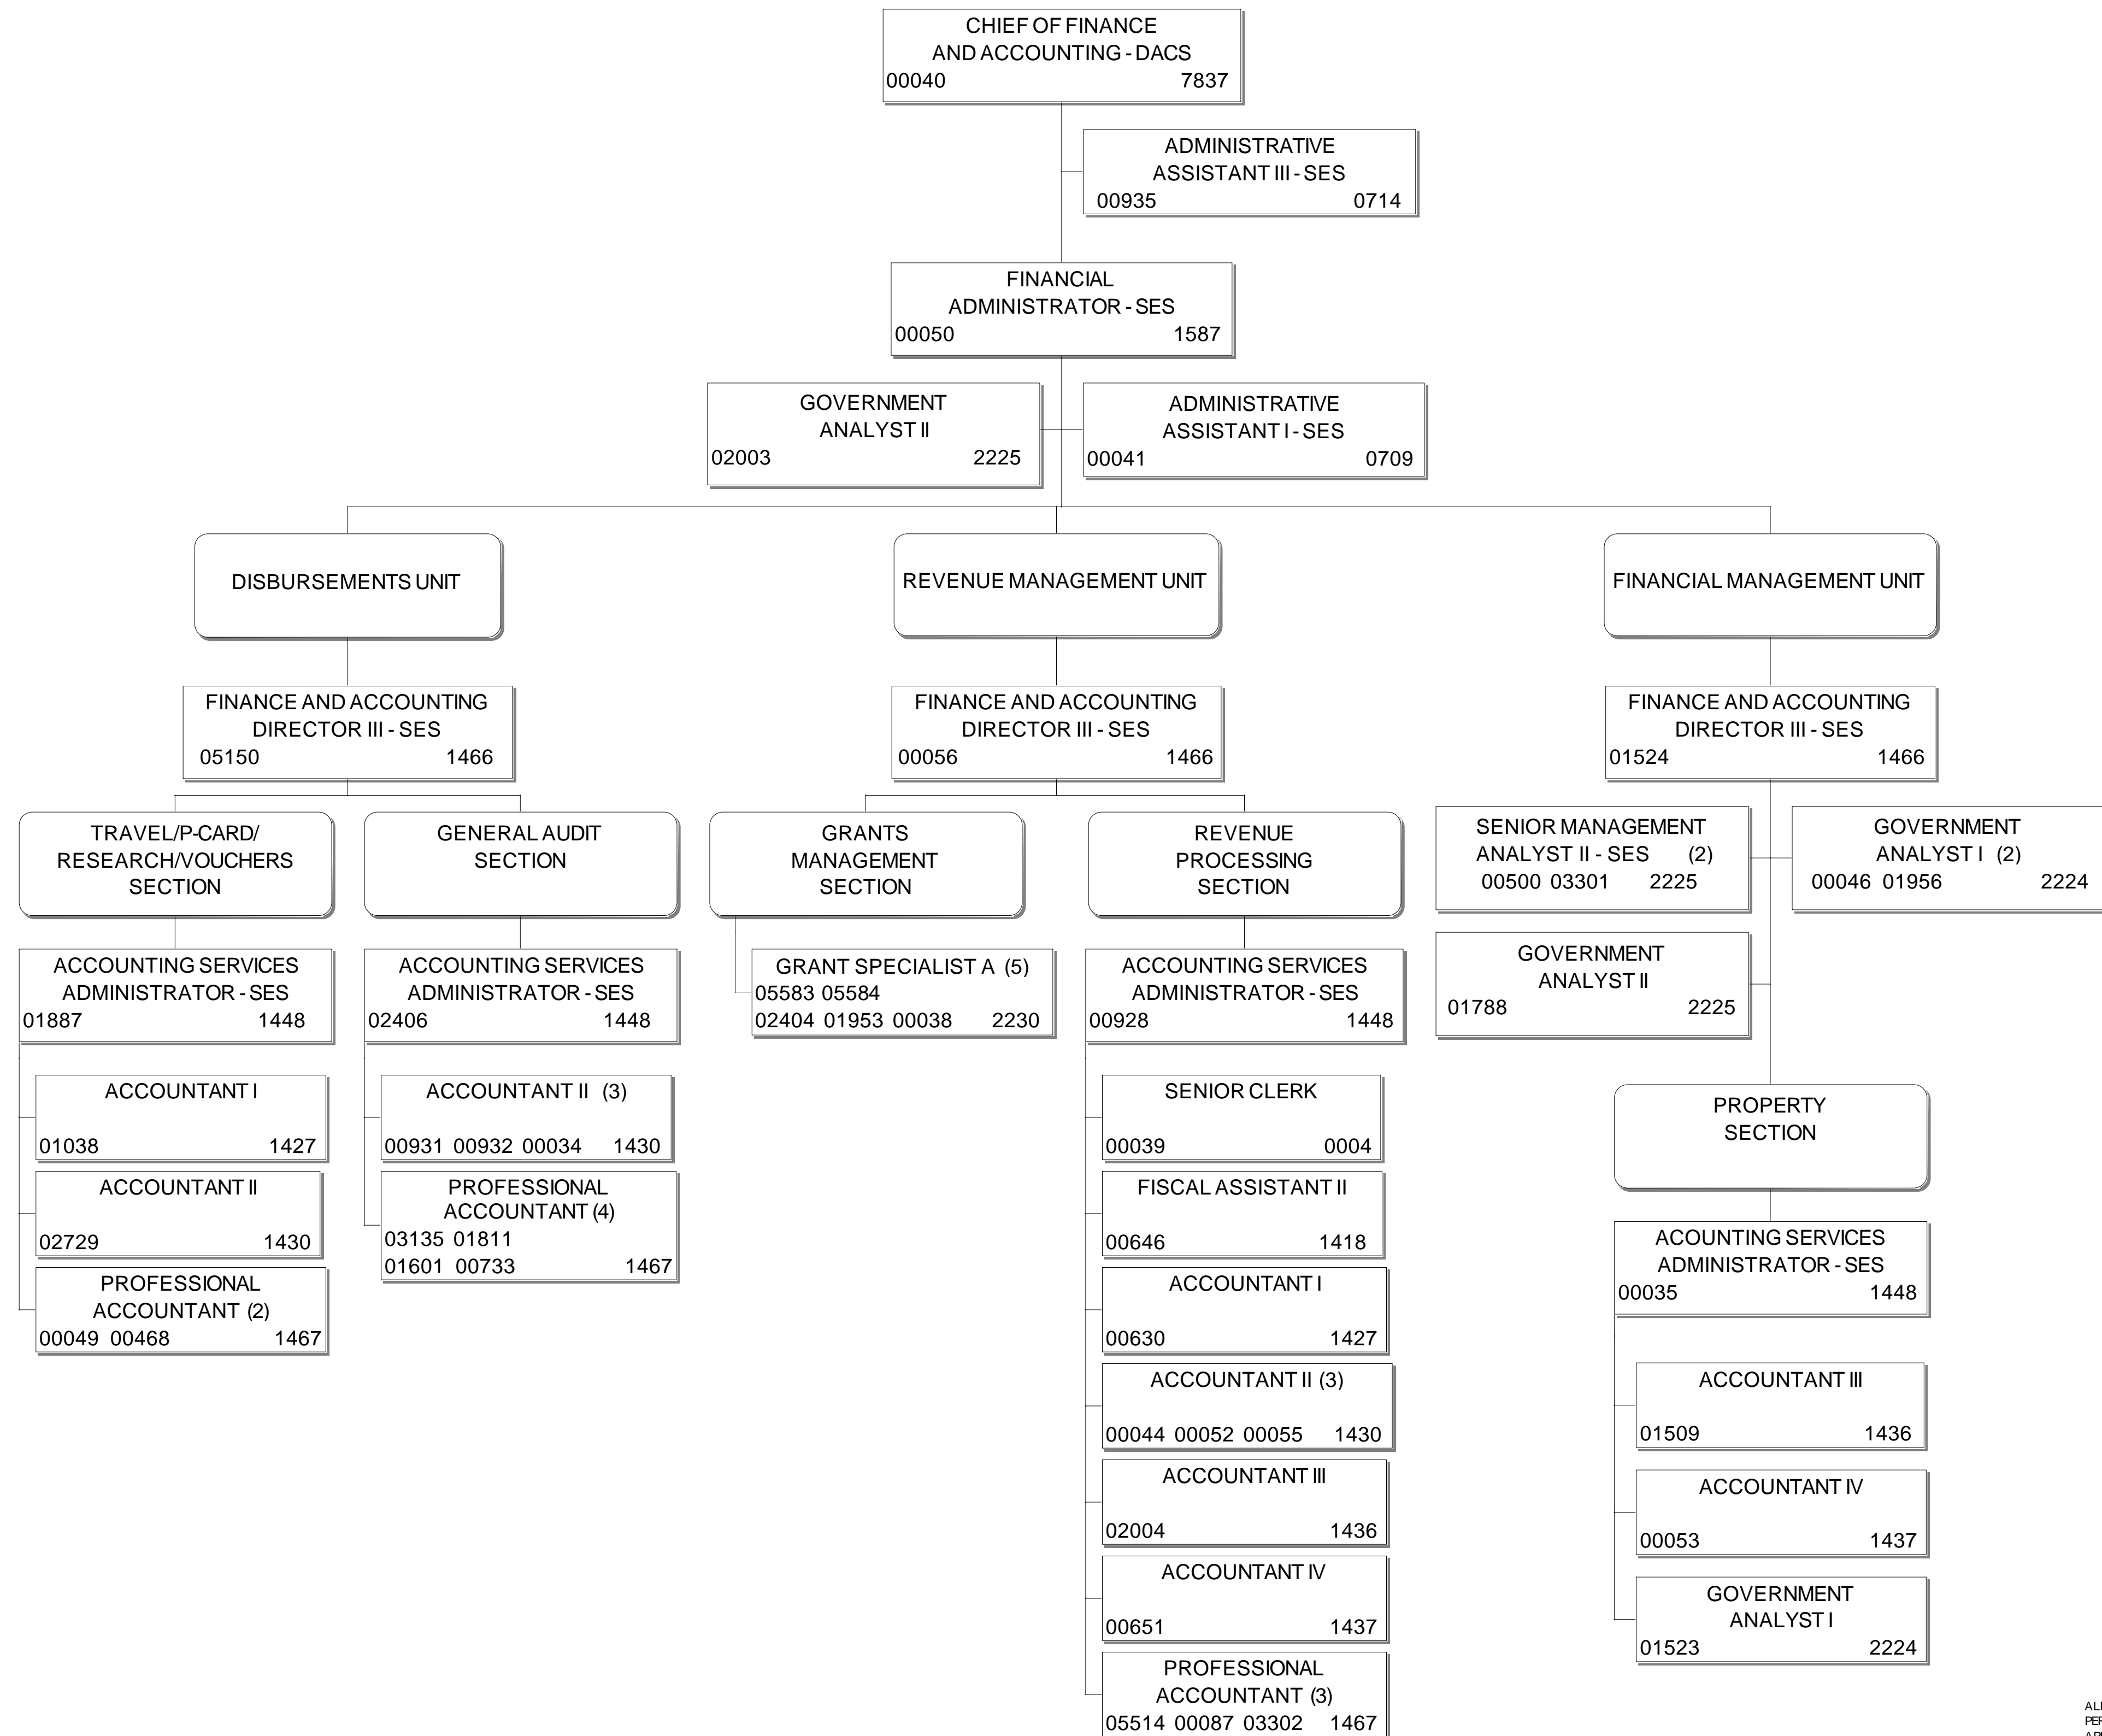 CHIEF OF FINANCE
AND ACCOUNTING - DACS
00040 7837
ADMINISTRATIVE
ASSISTANT III - SES
00935 0714
FINANCIAL
ADMINISTRATOR - SES
00050 1587
GOVERNMENT
ANALYST II
02003 2225
ADMINISTRATIVE
ASSISTANT I - SES
00041 0709
DISBURSEMENTS UNIT
REVENUE MANAGEMENT UNIT
FINANCIAL MANAGEMENT UNIT
FINANCE AND ACCOUNTING
DIRECTOR III - SES
05150 1466
FINANCE AND ACCOUNTING
DIRECTOR III - SES
00056 1466
FINANCE AND ACCOUNTING
DIRECTOR III - SES
01524 1466
TRAVEL/P-CARD/
RESEARCH/VOUCHERS
SECTION
GENERAL AUDIT
SECTION
GRANTS
MANAGEMENT
SECTION
REVENUE
PROCESSING
SECTION
SENIOR MANAGEMENT
ANALYST II - SES (2)
00500 03301 2225
GOVERNMENT
ANALYST I (2)
00046 01956 2224
ACCOUNTING SERVICES
ADMINISTRATOR - SES
01887 1448
ACCOUNTING SERVICES
ADMINISTRATOR - SES
02406 1448
GRANT SPECIALIST A (5)
05583 05584
02404 01953 00038 2230
ACCOUNTING SERVICES
ADMINISTRATOR - SES
00928 1448
GOVERNMENT
ANALYST II
01788 2225
ACCOUNTANT I
01038 1427
ACCOUNTANT II
02729 1430
PROFESSIONAL
ACCOUNTANT (2)
00049 00468 1467
ACCOUNTANT II (3)
00931 00932 00034 1430
PROFESSIONAL
ACCOUNTANT (4)
03135 01811
01601 00733 1467
SENIOR CLERK
00039 0004
FISCAL ASSISTANT II
00646 1418
ACCOUNTANT I
00630 1427
ACCOUNTANT II (3)
00044 00052 00055 1430
ACCOUNTANT III
02004 1436
ACCOUNTANT IV
00651 1437
PROFESSIONAL
ACCOUNTANT (3)
05514 00087 03302 1467
PROPERTY
SECTION
ACOUNTING SERVICES
ADMINISTRATOR - SES
00035 1448
ACCOUNTANT III
01509 1436
ACCOUNTANT IV
00053 1437
GOVERNMENT
ANALYST I
01523 2224